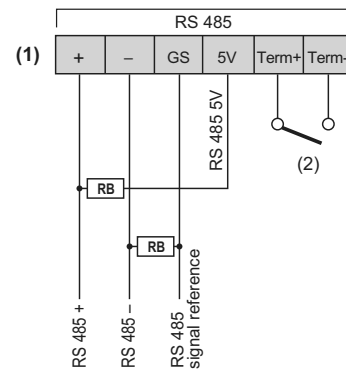 RS 485
(1) + – GS 5V Term+ Term-
RS 485 5V
(2)
RB
RB
RS 485 +
RS 485 –
RS 485
signal reference